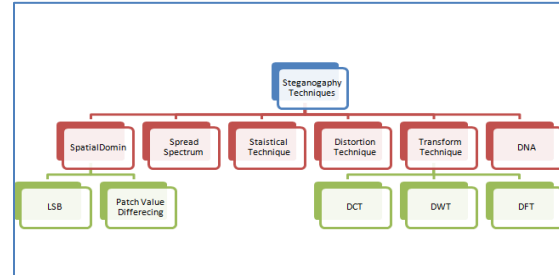 Steganogaphy
Techniques
SpatialDomin
Spread
Spectrum
Staistical
Technique
Distortion
Technique
Transform
Technique
DNA
LSB
Patch Value
Differecing
DCT
DWT
DFT